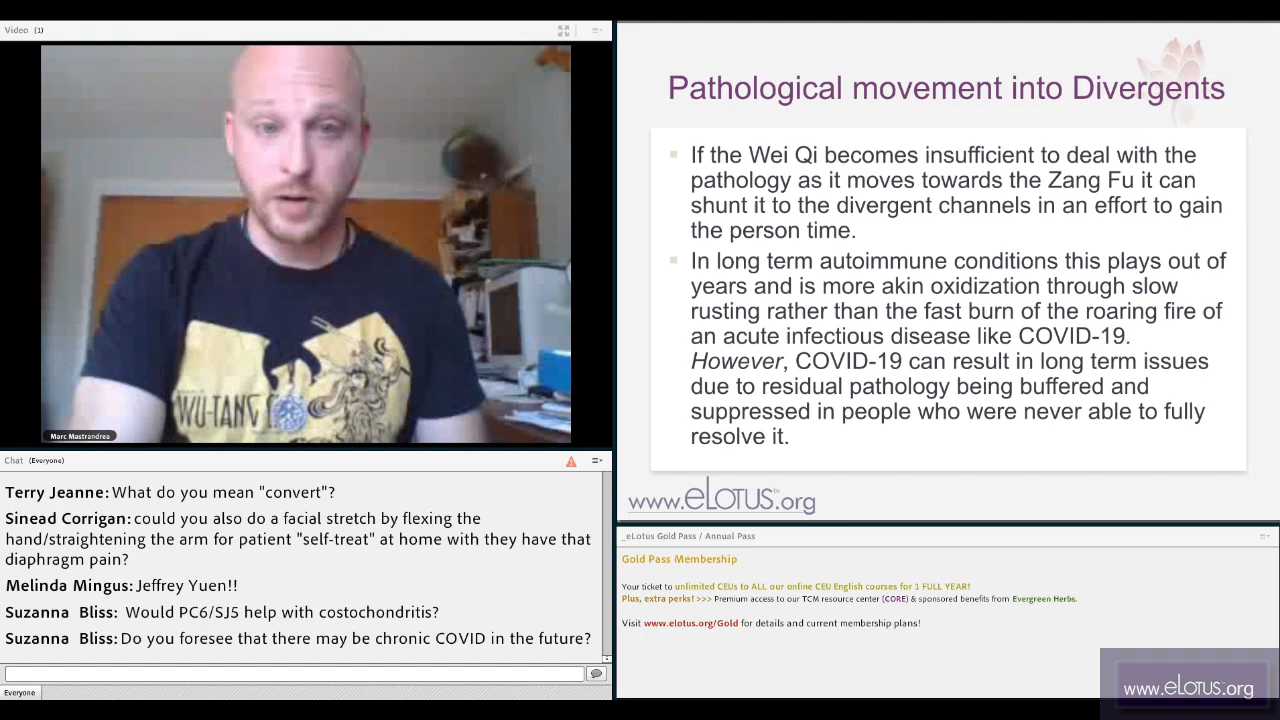 Video (1)
WU-TANG
Marc Mastrandrea
Chat (Everyone)
Terry Jeanne: What do you mean "convert"?
Sinead Corrigan: could you also do a facial stretch by flexing the
hand/straightening the arm for patient "self-treat" at home with they have that
diaphragm pain?
Melinda Mingus: Jeffrey Yuen!!
Suzanna Bliss: Would PC6/SJ5 help with costochondritis?
Suzanna Bliss: Do you foresee that there may be chronic COVID in the future?
Everyone
Pathological movement into Divergents
If the Wei Qi becomes insufficient to deal with the
pathology as it moves towards the Zang Fu it can
shunt it to the divergent channels in an effort to gain
the person time.
In long term autoimmune conditions this plays out of
years and is more akin oxidization through slow
rusting rather than the fast burn of the roaring fire of
an acute infectious disease like COVID-19.
However, COVID-19 can result in long term issues
due to residual pathology being buffered and
suppressed in people who were never able to fully
resolve it.
www.eLOTUS.org
_eLotus Gold Pass / Annual Pass
Gold Pass Membership
Your ticket to unlimited CEUs to ALL our online CEU English courses for 1 FULL YEAR!
Plus, extra perks! >>> Premium access to our TCM resource center (CORE) & sponsored benefits from Evergreen Herbs.
Visit www.elotus.org/Gold for details and current membership plans!
www.eLOTUS.org